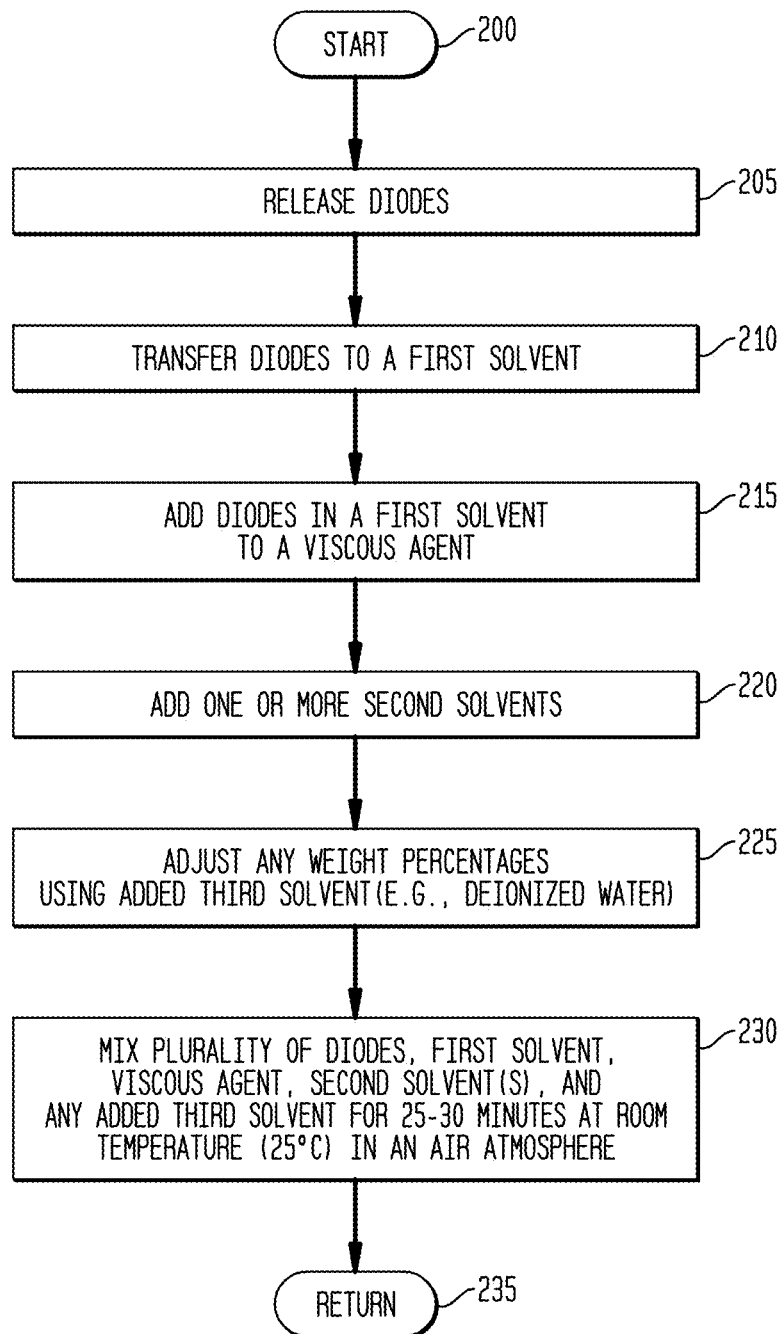 START
200
RELEASE DIODES
205
TRANSFER DIODES TO A FIRST SOLVENT
210
ADD DIODES IN A FIRST SOLVENT
TO A VISCOUS AGENT
215
ADD ONE OR MORE SECOND SOLVENTS
220
ADJUST ANY WEIGHT PERCENTAGES
USING ADDED THIRD SOLVENT(E.G., DEIONIZED WATER)
225
MIX PLURALITY OF DIODES, FIRST SOLVENT,
VISCOUS AGENT, SECOND SOLVENT(S), AND
ANY ADDED THIRD SOLVENT FOR 25-30 MINUTES AT ROOM
TEMPERATURE (25°C) IN AN AIR ATMOSPHERE
230
RETURN
235